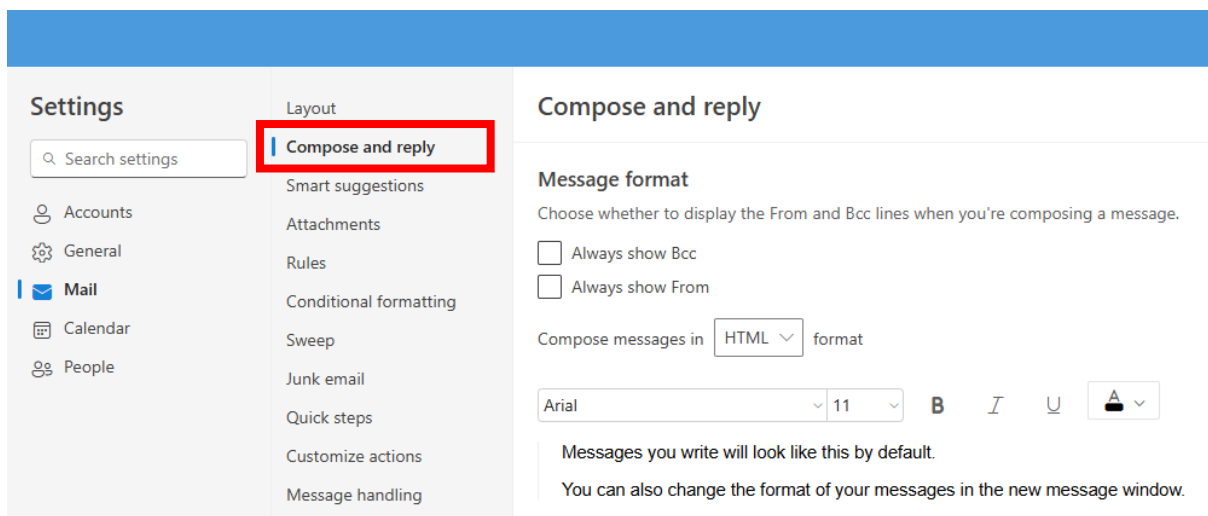 Settings
Search settings
Accounts
General
Mail
Calendar
People
Layout
Compose and reply
Smart suggestions
Attachments
Rules
Conditional formatting
Sweep
Junk email
Quick steps
Customize actions
Message handling
Compose and reply
Message format
Choose whether to display the From and Bcc lines when you're composing a message.
Always show Bcc
Always show From
Compose messages in HTML format
Arial 11 B I U A
Messages you write will look like this by default.
You can also change the format of your messages in the new message window.